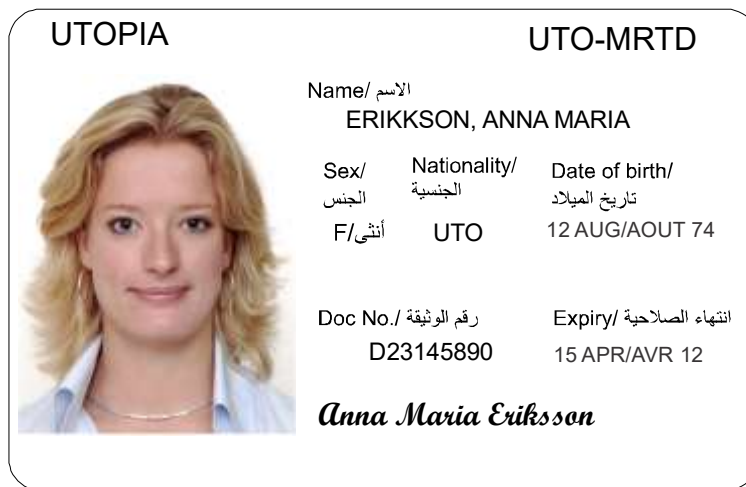 UTOPIA UTO-MRTD
Name/ الاسم
ERIKKSON, ANNA MARIA
Sex/ Nationality/ Date of birth/
الجنس الجنسية تاريخ الميلاد
F/أنثى UTO 12 AUG/AOUT 74
Doc No./ رقم الوثيقة Expiry/ انتهاء الصلاحية
D23145890 15 APR/AVR 12
Anna Maria Eriksson